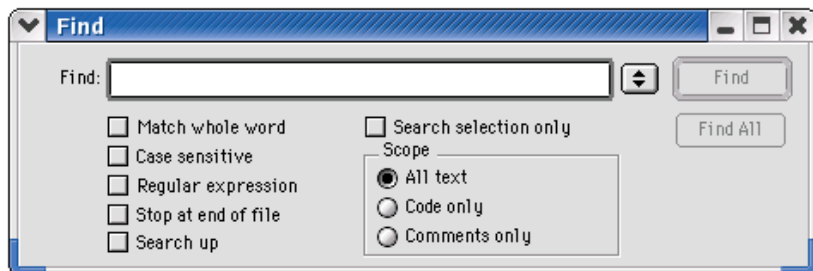 Find
Find:
Find
Match whole word
Search selection only
Find All
Case sensitive
Scope
Regular expression
All text
Stop at end of file
Code only
Search up
Comments only